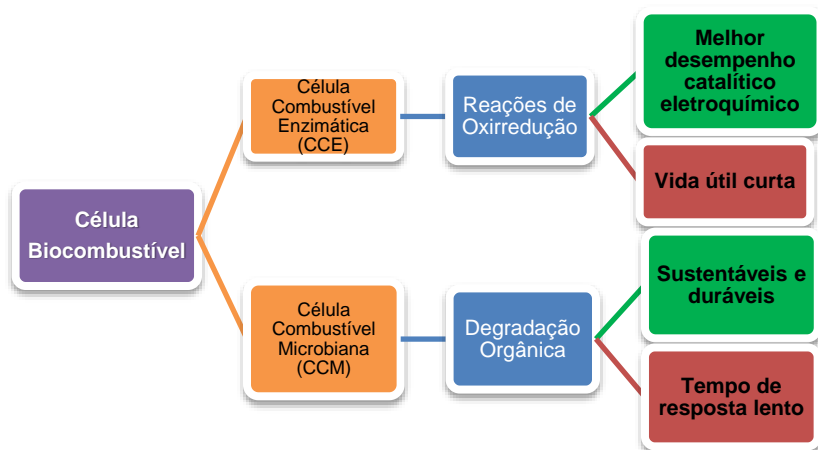 Célula
Biocombustível
Célula
Combustível
Enzimática
(CCE)
Reações de
Oxirredução
Melhor
desempenho
catalítico
eletroquímico
Vida útil curta
Célula
Combustível
Microbiana
(CCM)
Degradação
Orgânica
Sustentáveis e
duráveis
Tempo de
resposta lento